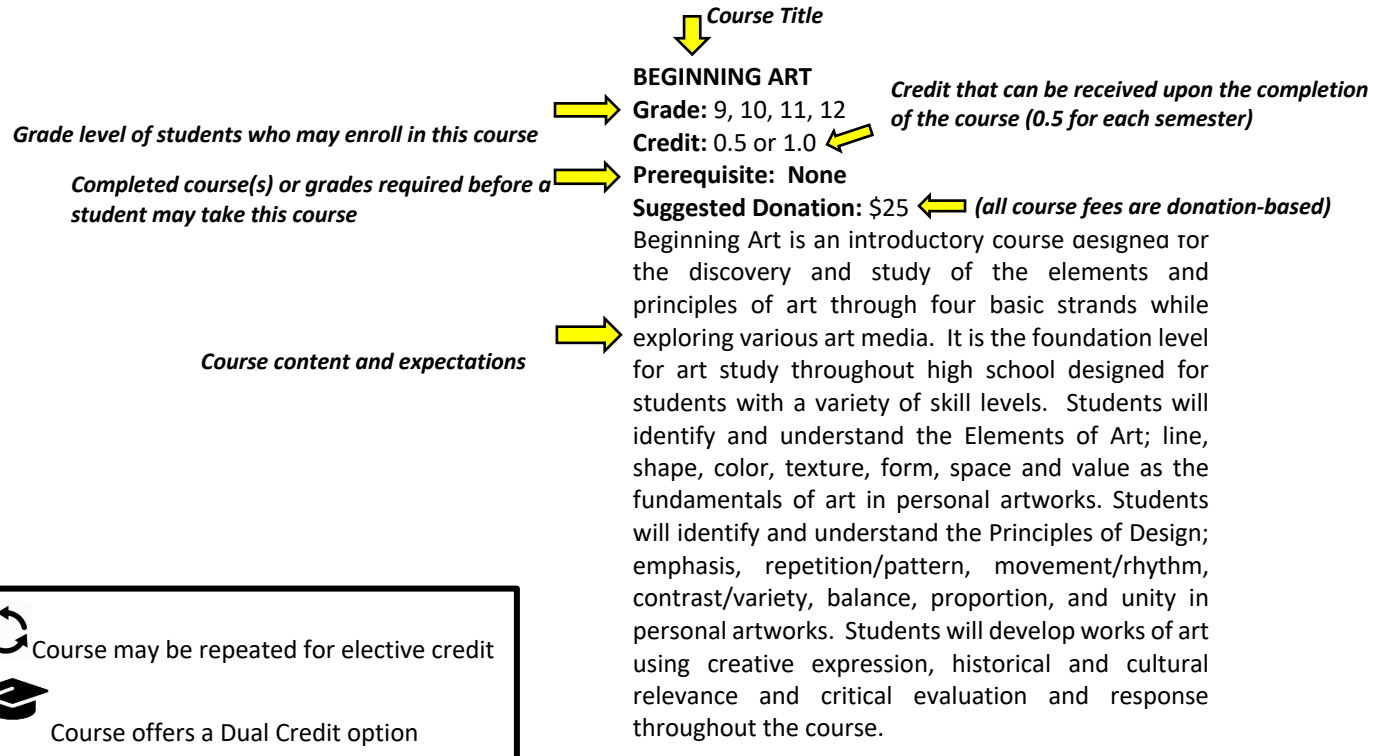 Course Title
BEGINNING ART
Grade: 9, 10, 11, 12
Credit that can be received upon the completion
of the course (0.5 for each semester)
Grade level of students who may enroll in this course
Credit: 0.5 or 1.0
Completed course(s) or grades required before a
student may take this course
Prerequisite:  None
Suggested Donation: $25
(all course fees are donation-based)
Beginning Art is an introductory course designed for
the discovery and study of the elements and
principles of art through four basic strands while
exploring various art media.  It is the foundation level
Course content and expectations
for art study throughout high school designed for
students with a variety of skill levels.  Students will
identify and understand the Elements of Art; line,
shape, color, texture, form, space and value as the
fundamentals of art in personal artworks. Students
will identify and understand the Principles of Design;
emphasis, repetition/pattern, movement/rhythm,
contrast/variety, balance, proportion, and unity in
personal artworks.  Students will develop works of art
using creative expression, historical and cultural
relevance and critical evaluation and response
throughout the course.
Course may be repeated for elective credit
Course offers a Dual Credit option